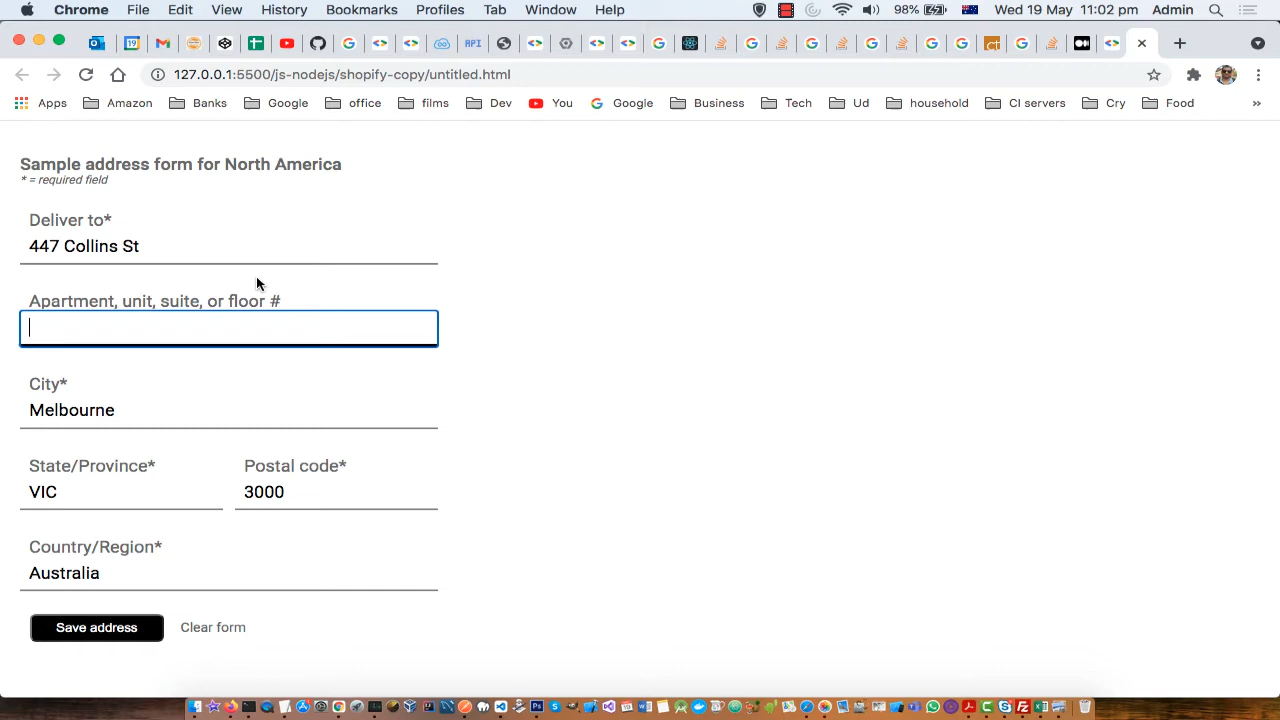 Chrome File Edit View History Bookmarks Profiles Tab Window Help 98% Wed 19 May 11:02 pm Admin
19 API ct
127.0.0.1:5500/js-nodejs/shopify-copy/untitled.html
Apps Amazon Banks Google office films Dev You Google Business Tech Ud household CI servers Cry Food »
Sample address form for North America
* = required field
Deliver to*
447 Collins St
Apartment, unit, suite, or floor #
City*
Melbourne
State/Province* Postal code*
VIC 3000
Country/Region*
Australia
Save address Clear form